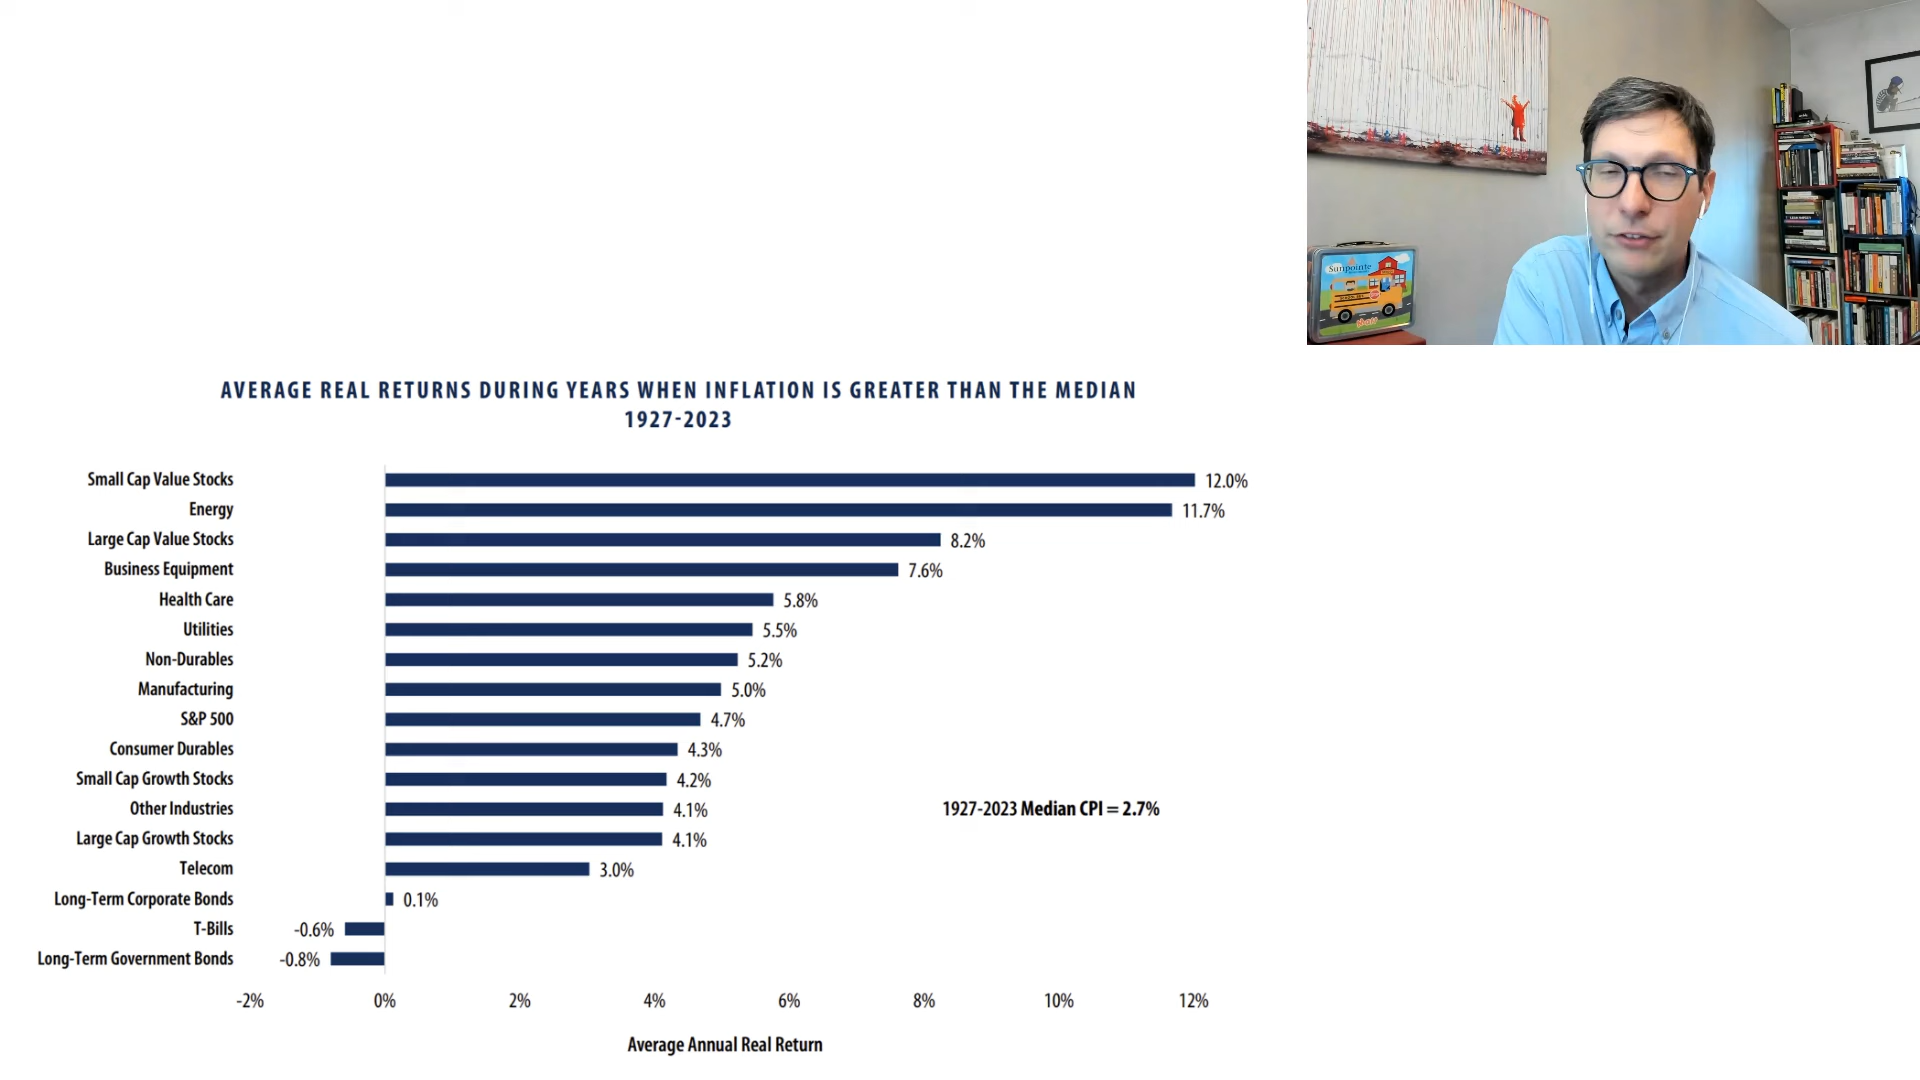 Sunpointe
AVERAGE REAL RETURNS DURING YEARS WHEN INFLATION IS GREATER THAN THE MEDIAN
1927-2023
Small Cap Value Stocks 12.0%
Energy 11.7%
Large Cap Value Stocks 8.2%
Business Equipment 7.6%
Health Care 5.8%
Utilities 5.5%
Non-Durables 5.2%
Manufacturing 5.0%
S&P 500 4.7%
Consumer Durables 4.3%
Small Cap Growth Stocks 4.2%
Other Industries 4.1%
1927-2023 Median CPI = 2.7%
Large Cap Growth Stocks 4.1%
Telecom 3.0%
Long-Term Corporate Bonds 0.1%
T-Bills -0.6%
Long-Term Government Bonds -0.8%
-2% 0% 2% 4% 6% 8% 10% 12%
Average Annual Real Return